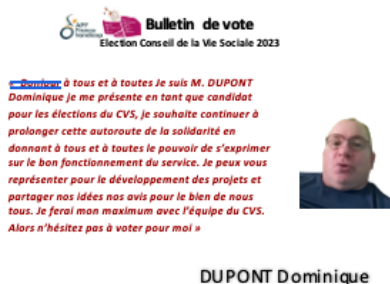 APF France handicap
Bulletin de vote
Election Conseil de la Vie Sociale 2023
« Bonjour à tous et à toutes Je suis M. DUPONT
Dominique je me présente en tant que candidat
pour les élections du CVS, je souhaite continuer à
prolonger cette autoroute de la solidarité en
donnant à tous et à toutes le pouvoir de s'exprimer
sur le bon fonctionnement du service. Je peux vous
représenter pour le développement des projets et
partager nos idées nos avis pour le bien de nous
tous. Je ferai mon maximum avec l'équipe du CVS.
Alors n'hésitez pas à voter pour moi »
DUPONT Dominique